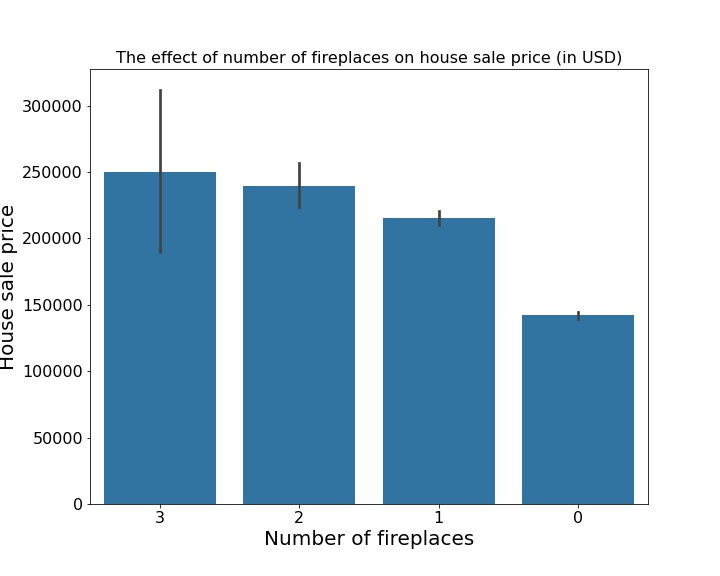 The effect of number of fireplaces on house sale price (in USD)
300000
250000
200000
150000
100000
50000
0
House sale price
3 2 1 0
Number of fireplaces